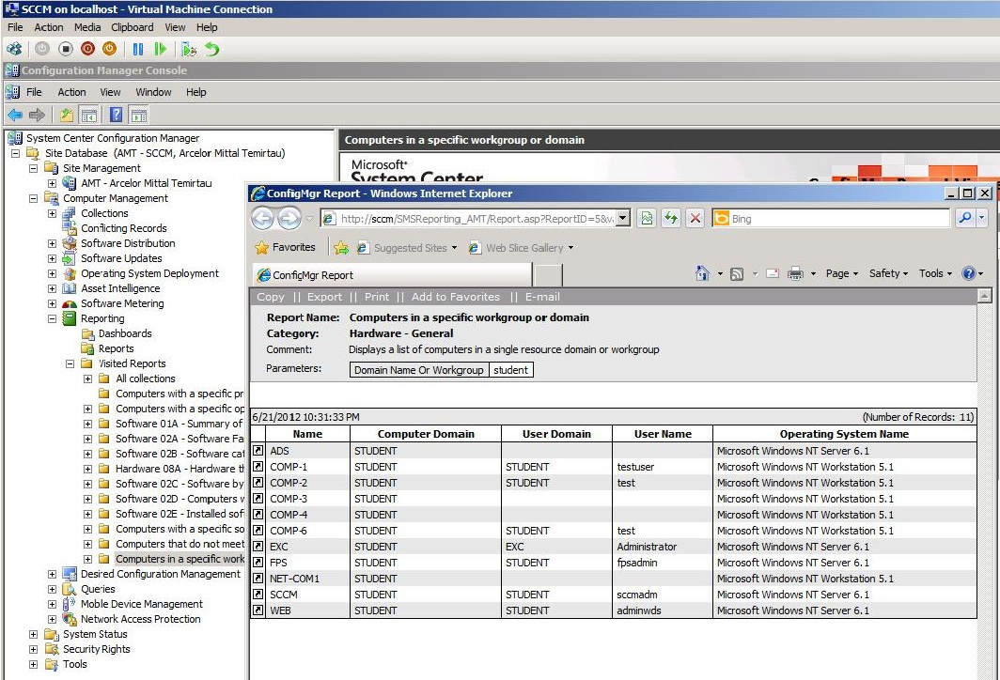 SCCM on localhost - Virtual Machine Connection
File Action Media Clipboard View Help
Configuration Manager Console
File Action View Window Help
System Center Configuration Manager
Site Database (AMT - SCCM, Arcelor Mittal Temirtau)
Site Management
AMT - Arcelor Mittal Temirtau
Computer Management
Collections
Conflicting Records
Software Distribution
Software Updates
Operating System Deployment
Asset Intelligence
Software Metering
Reporting
Dashboards
Reports
Visited Reports
All collections
Computers with a specific pr
Computers with a specific op
Software 01A - Summary of
Software 02A - Software Fa
Software 02B - Software cat
Hardware 08A - Hardware th
Software 02C - Software by
Software 02D - Computers w
Software 02E - Installed sof
Computers with a specific so
Computers that do not meet
Computers in a specific work
Desired Configuration Management
Queries
Mobile Device Management
Network Access Protection
System Status
Security Rights
Tools
Computers in a specific workgroup or domain
Microsoft
System Center
ConfigMgr Report - Windows Internet Explorer
http://sccm/SMSReporting_AMT/Report.asp?ReportID=5&v
Bing
Favorites Suggested Sites Web Slice Gallery
ConfigMgr Report
Page Safety Tools
Copy || Export || Print || Add to Favorites || E-mail
Report Name: Computers in a specific workgroup or domain
Category: Hardware - General
Comment: Displays a list of computers in a single resource domain or workgroup
Parameters: Domain Name Or Workgroup student
6/21/2012 10:31:33 PM (Number of Records: 11)
Name Computer Domain User Domain User Name Operating System Name
ADS STUDENT Microsoft Windows NT Server 6.1
COMP-1 STUDENT STUDENT testuser Microsoft Windows NT Workstation 5.1
COMP-2 STUDENT STUDENT test Microsoft Windows NT Workstation 5.1
COMP-3 STUDENT Microsoft Windows NT Workstation 5.1
COMP-4 STUDENT Microsoft Windows NT Workstation 5.1
COMP-6 STUDENT STUDENT test Microsoft Windows NT Workstation 5.1
EXC STUDENT EXC Administrator Microsoft Windows NT Server 6.1
FPS STUDENT STUDENT fpsadmin Microsoft Windows NT Server 6.1
NET-COM1 STUDENT Microsoft Windows NT Workstation 5.1
SCCM STUDENT STUDENT sccmadm Microsoft Windows NT Server 6.1
WEB STUDENT STUDENT adminwds Microsoft Windows NT Server 6.1